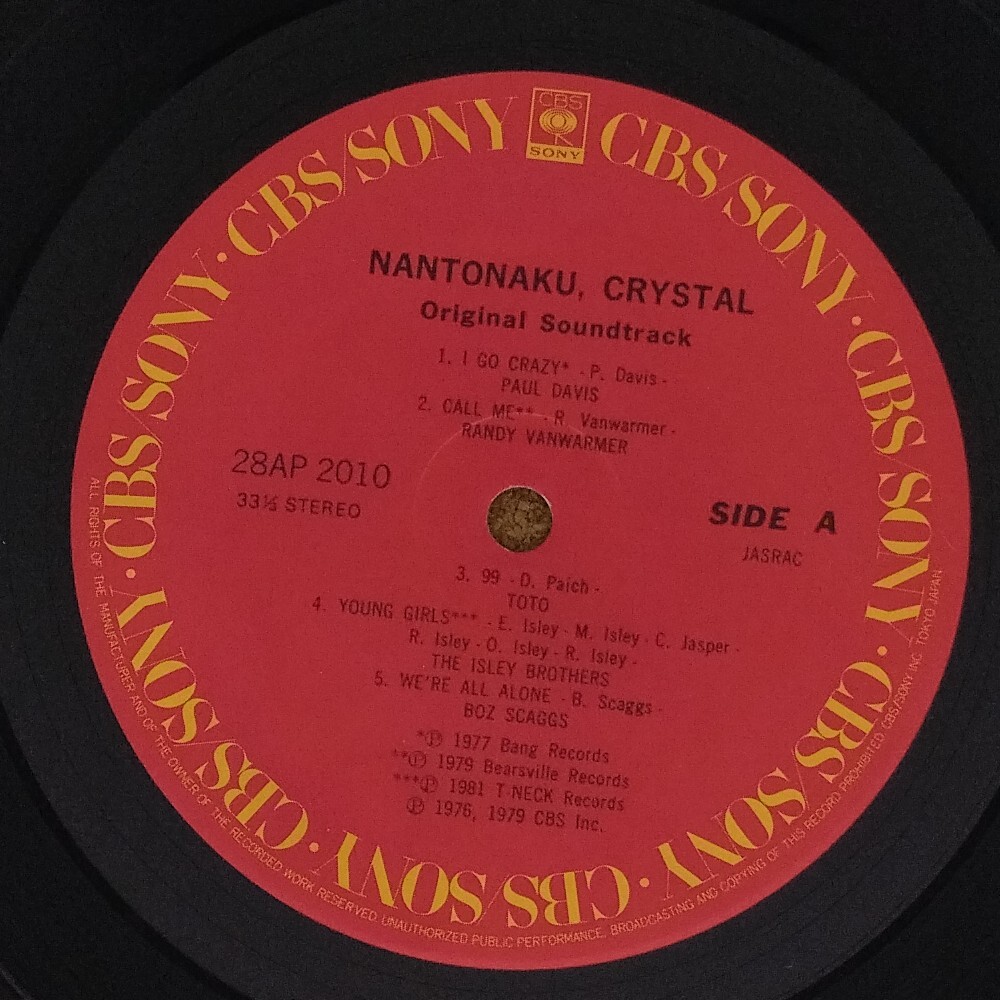 CBS
SONY
CBS/SONY · CBS/SONY · CBS/SONY · CBS/SONY · CBS/SONY · CBS/SONY · CBS/SONY · CBS/SONY · CBS/SONY · CBS/SONY
NANTONAKU, CRYSTAL
Original Soundtrack
1. I GO CRAZY* - P. Davis -
PAUL DAVIS
2. CALL ME** - R. Vanwarmer -
RANDY VANWARMER
28AP 2010
33⅓ STEREO
SIDE A
JASRAC
3. 99 - D. Paich -
TOTO
4. YOUNG GIRLS*** - E. Isley - M. Isley - C. Jasper -
R. Isley - O. Isley - R. Isley -
THE ISLEY BROTHERS
5. WE'RE ALL ALONE - B. Scaggs -
BOZ SCAGGS
*Ⓟ 1977 Bang Records
**Ⓟ 1979 Bearsville Records
***Ⓟ 1981 T-NECK Records
Ⓟ 1976, 1979 CBS Inc.
ALL RIGHTS OF THE MANUFACTURER AND OF THE OWNER OF THE RECORDED WORK RESERVED. UNAUTHORIZED PUBLIC PERFORMANCE, BROADCASTING AND COPYING OF THIS RECORD PROHIBITED CBS/SONY INC. TOKYO JAPAN